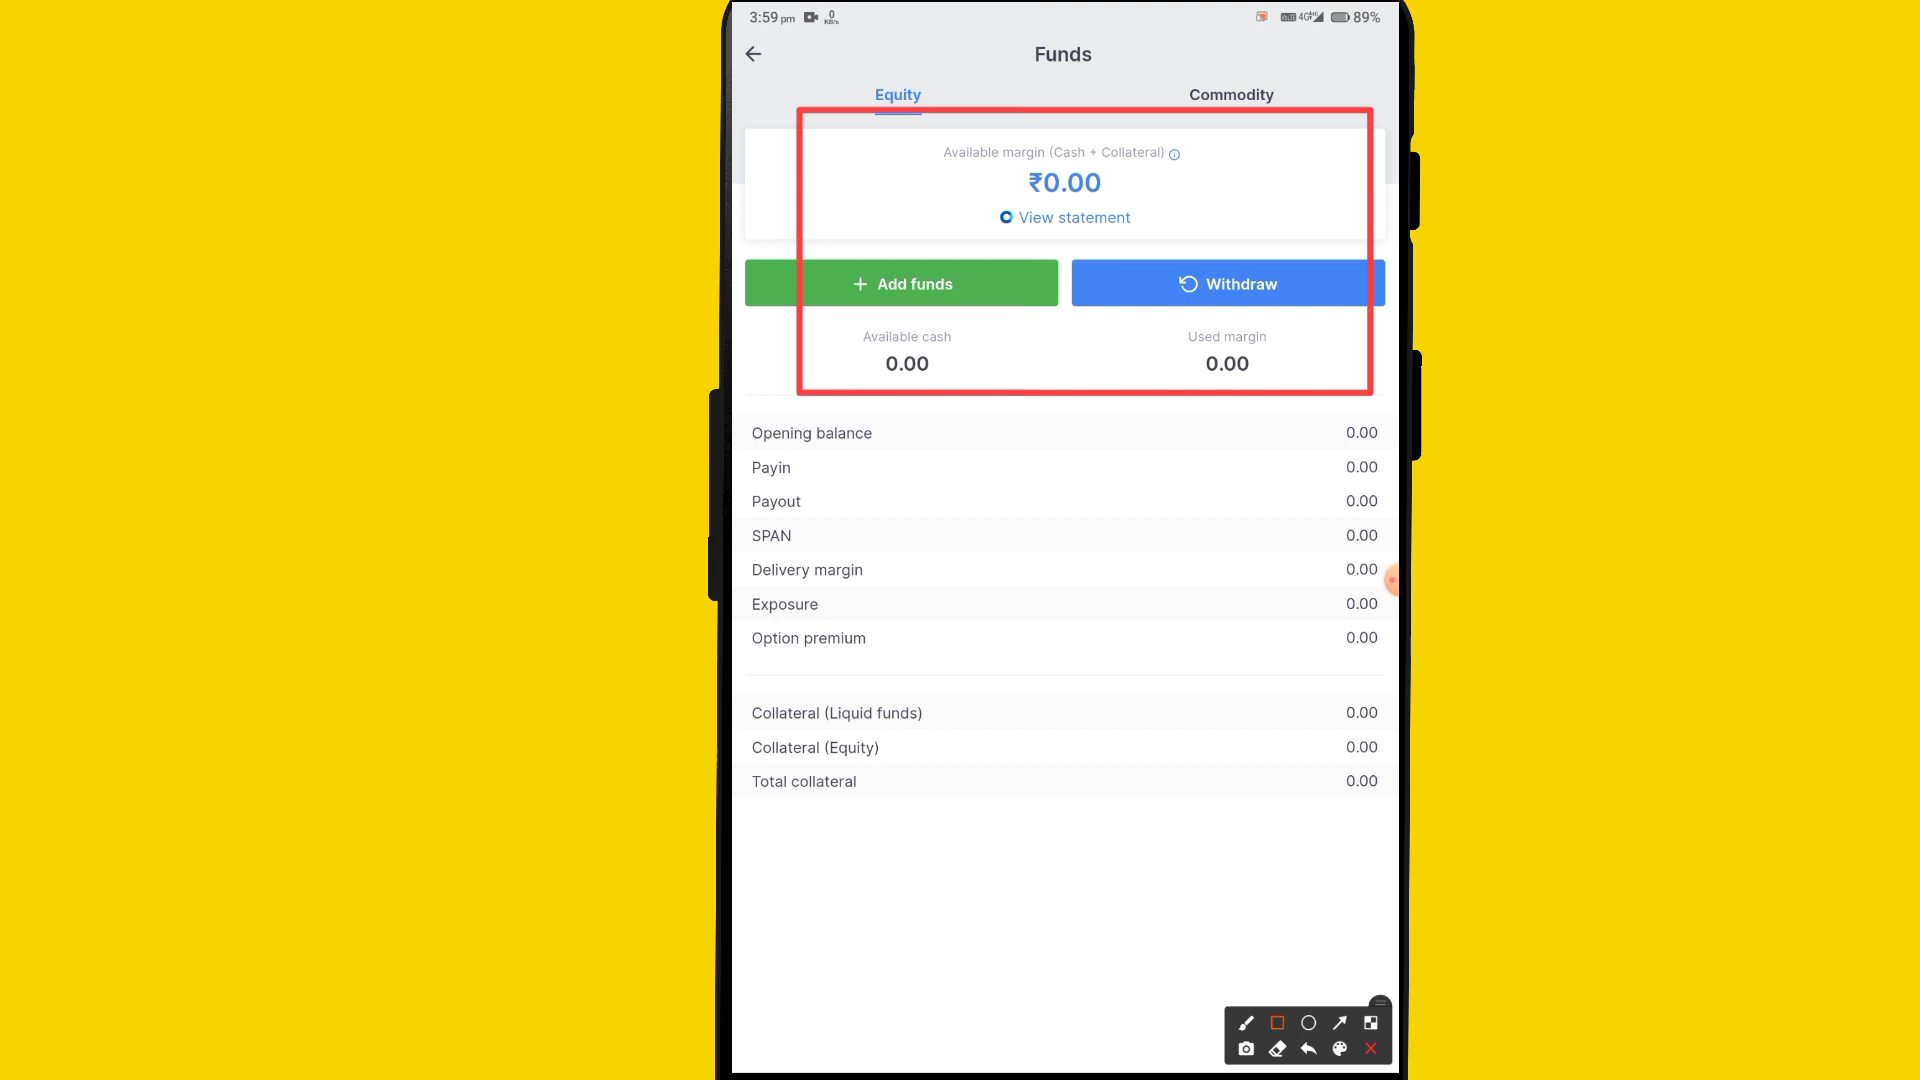 3:59 pm 0 KB/s 4G 89%
Funds
Equity Commodity
Available margin (Cash + Collateral)
₹0.00
View statement
Add funds Withdraw
Available cash Used margin
0.00 0.00
Opening balance 0.00
Payin 0.00
Payout 0.00
SPAN 0.00
Delivery margin 0.00
Exposure 0.00
Option premium 0.00
Collateral (Liquid funds) 0.00
Collateral (Equity) 0.00
Total collateral 0.00